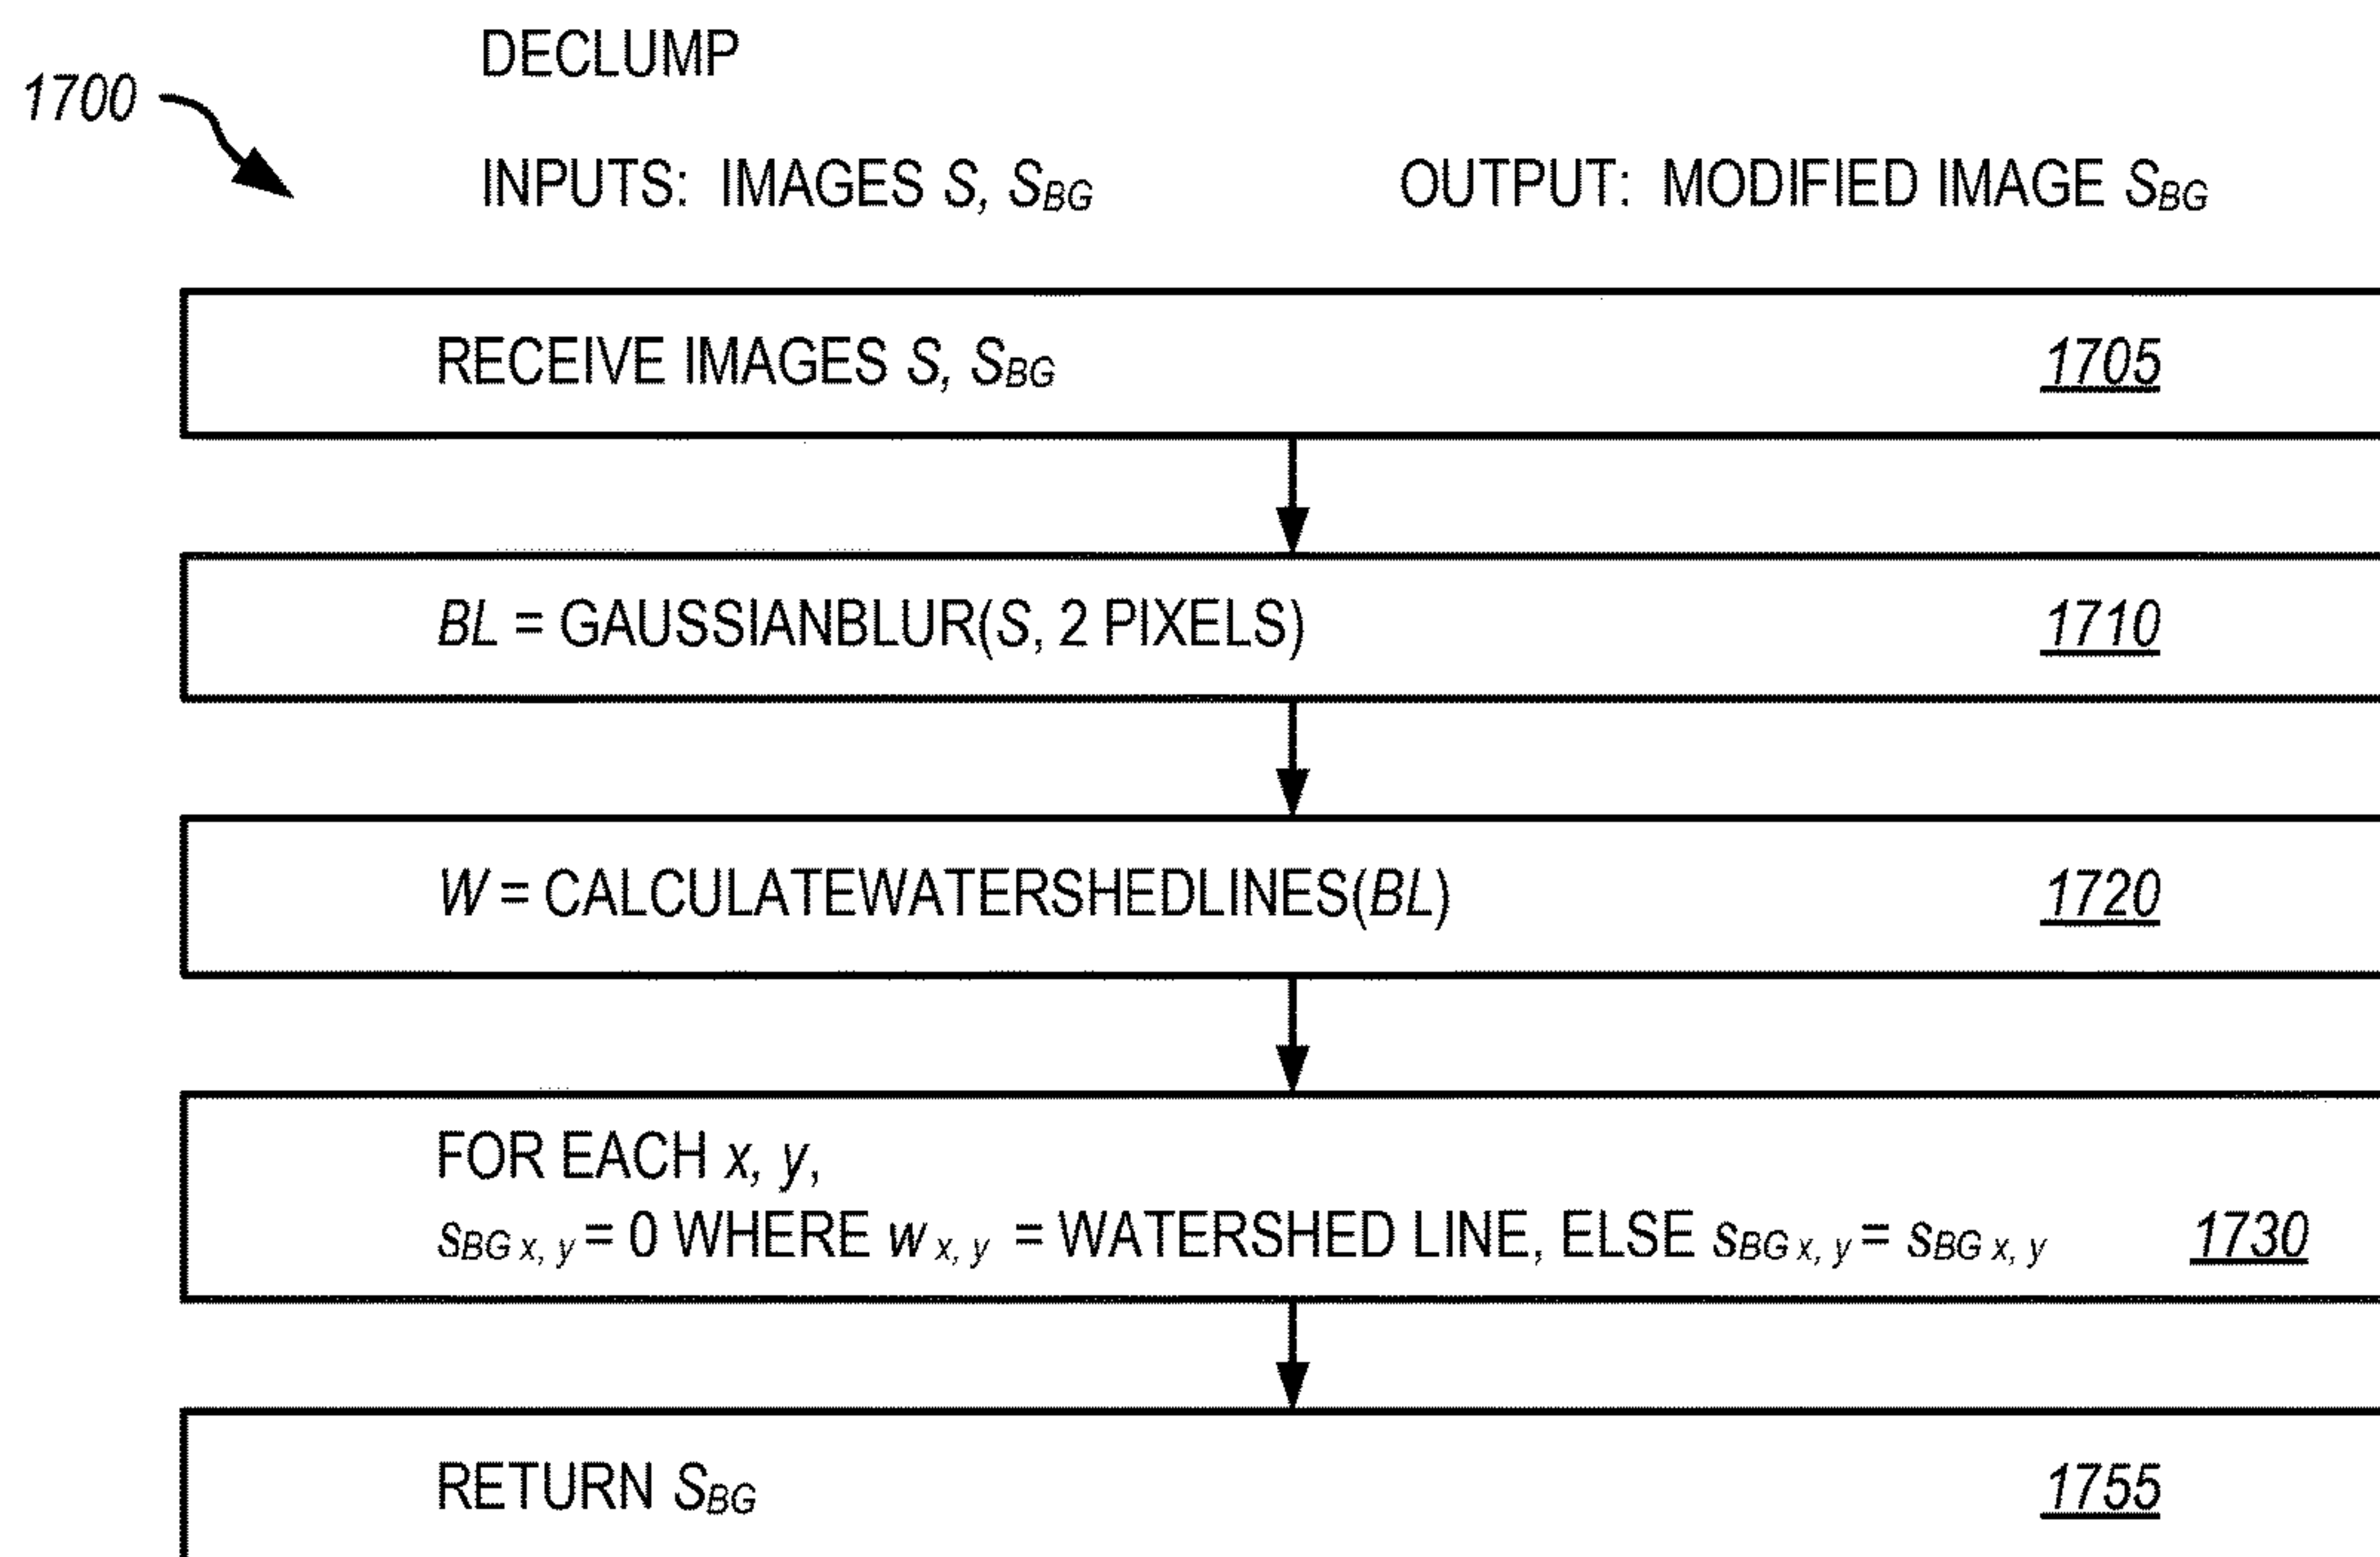 DECLUMP
1700
INPUTS: IMAGES S, SBG OUTPUT: MODIFIED IMAGE SBG
RECEIVE IMAGES S, SBG 1705
BL = GAUSSIANBLUR(S, 2 PIXELS) 1710
W = CALCULATEWATERSHEDLINES(BL) 1720
FOR EACH x, y,
sBG x, y = 0 WHERE w x, y = WATERSHED LINE, ELSE sBG x, y = sBG x, y 1730
RETURN SBG 1755